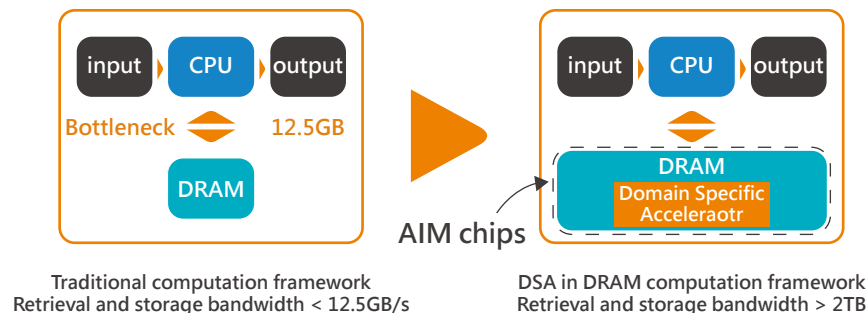 input CPU output
Bottleneck 12.5GB
DRAM
Traditional computation framework
Retrieval and storage bandwidth < 12.5GB/s
AIM chips
input CPU output
DRAM
Domain Specific
Acceleraotr
DSA in DRAM computation framework
Retrieval and storage bandwidth > 2TB